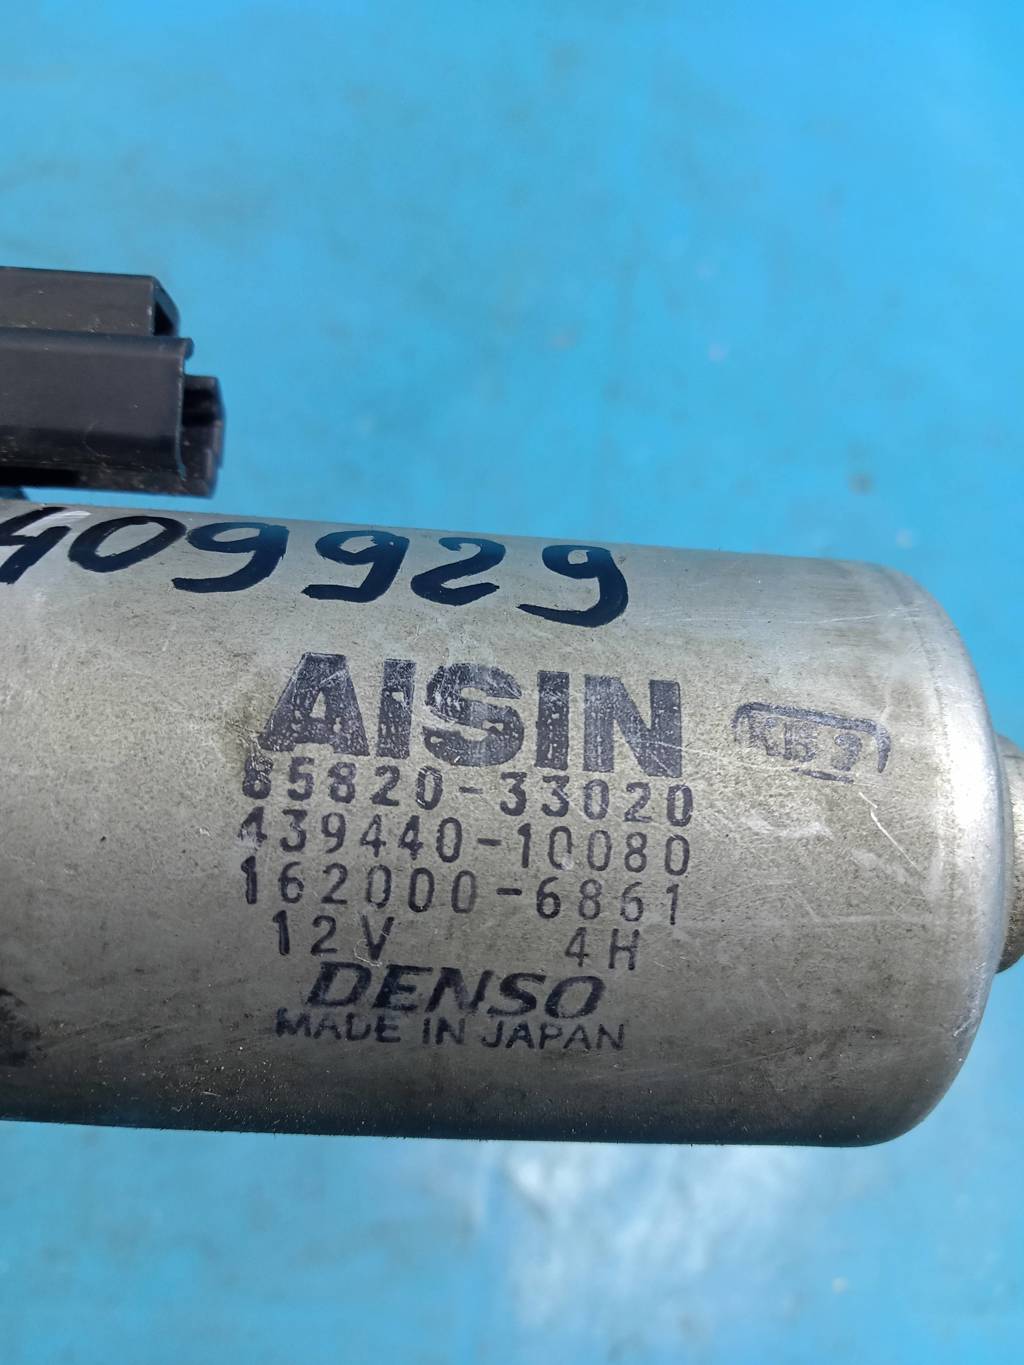 409929
AISIN
85820-33020
439440-10080
162000-6861
12V 4H
DENSO
MADE IN JAPAN